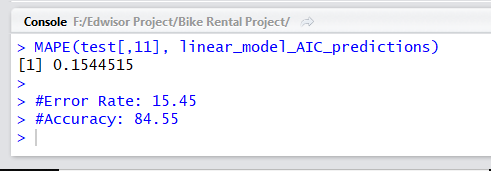 Console F:/Edwisor Project/Bike Rental Project/
> MAPE(test[,11], linear_model_AIC_predictions)
[1] 0.1544515
>
> #Error Rate: 15.45
> #Accuracy: 84.55
>